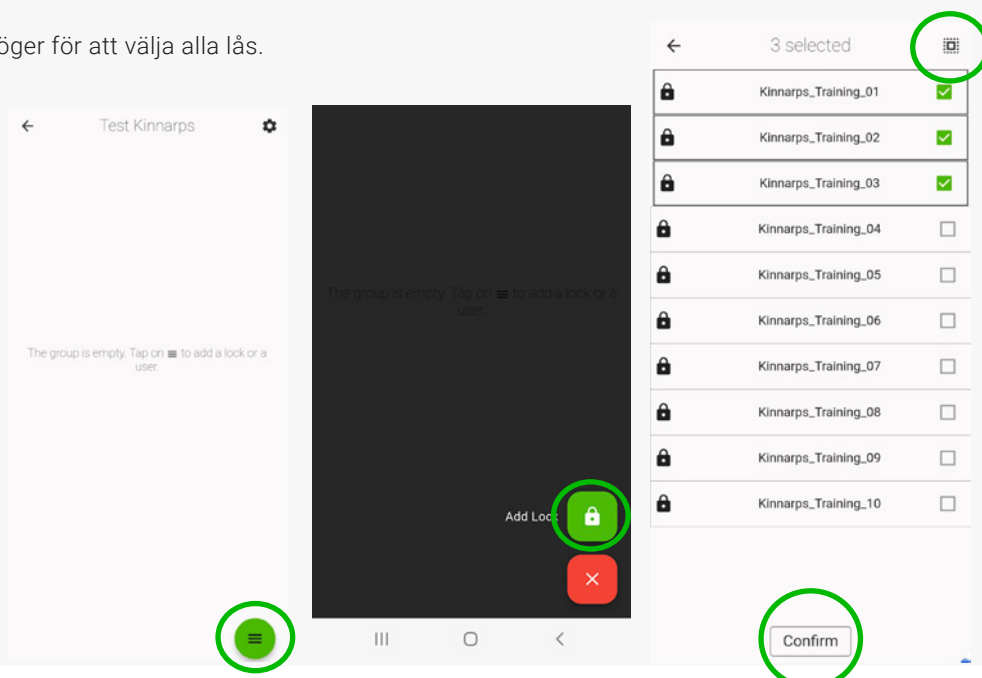 öger för att välja alla lås.
Test Kinnarps
The group is empty. Tap on to add a lock or a
user.
The group is empty. Tap on to add a lock or a
user.
Add Lock
3 selected
Kinnarps_Training_01
Kinnarps_Training_02
Kinnarps_Training_03
Kinnarps_Training_04
Kinnarps_Training_05
Kinnarps_Training_06
Kinnarps_Training_07
Kinnarps_Training_08
Kinnarps_Training_09
Kinnarps_Training_10
Confirm